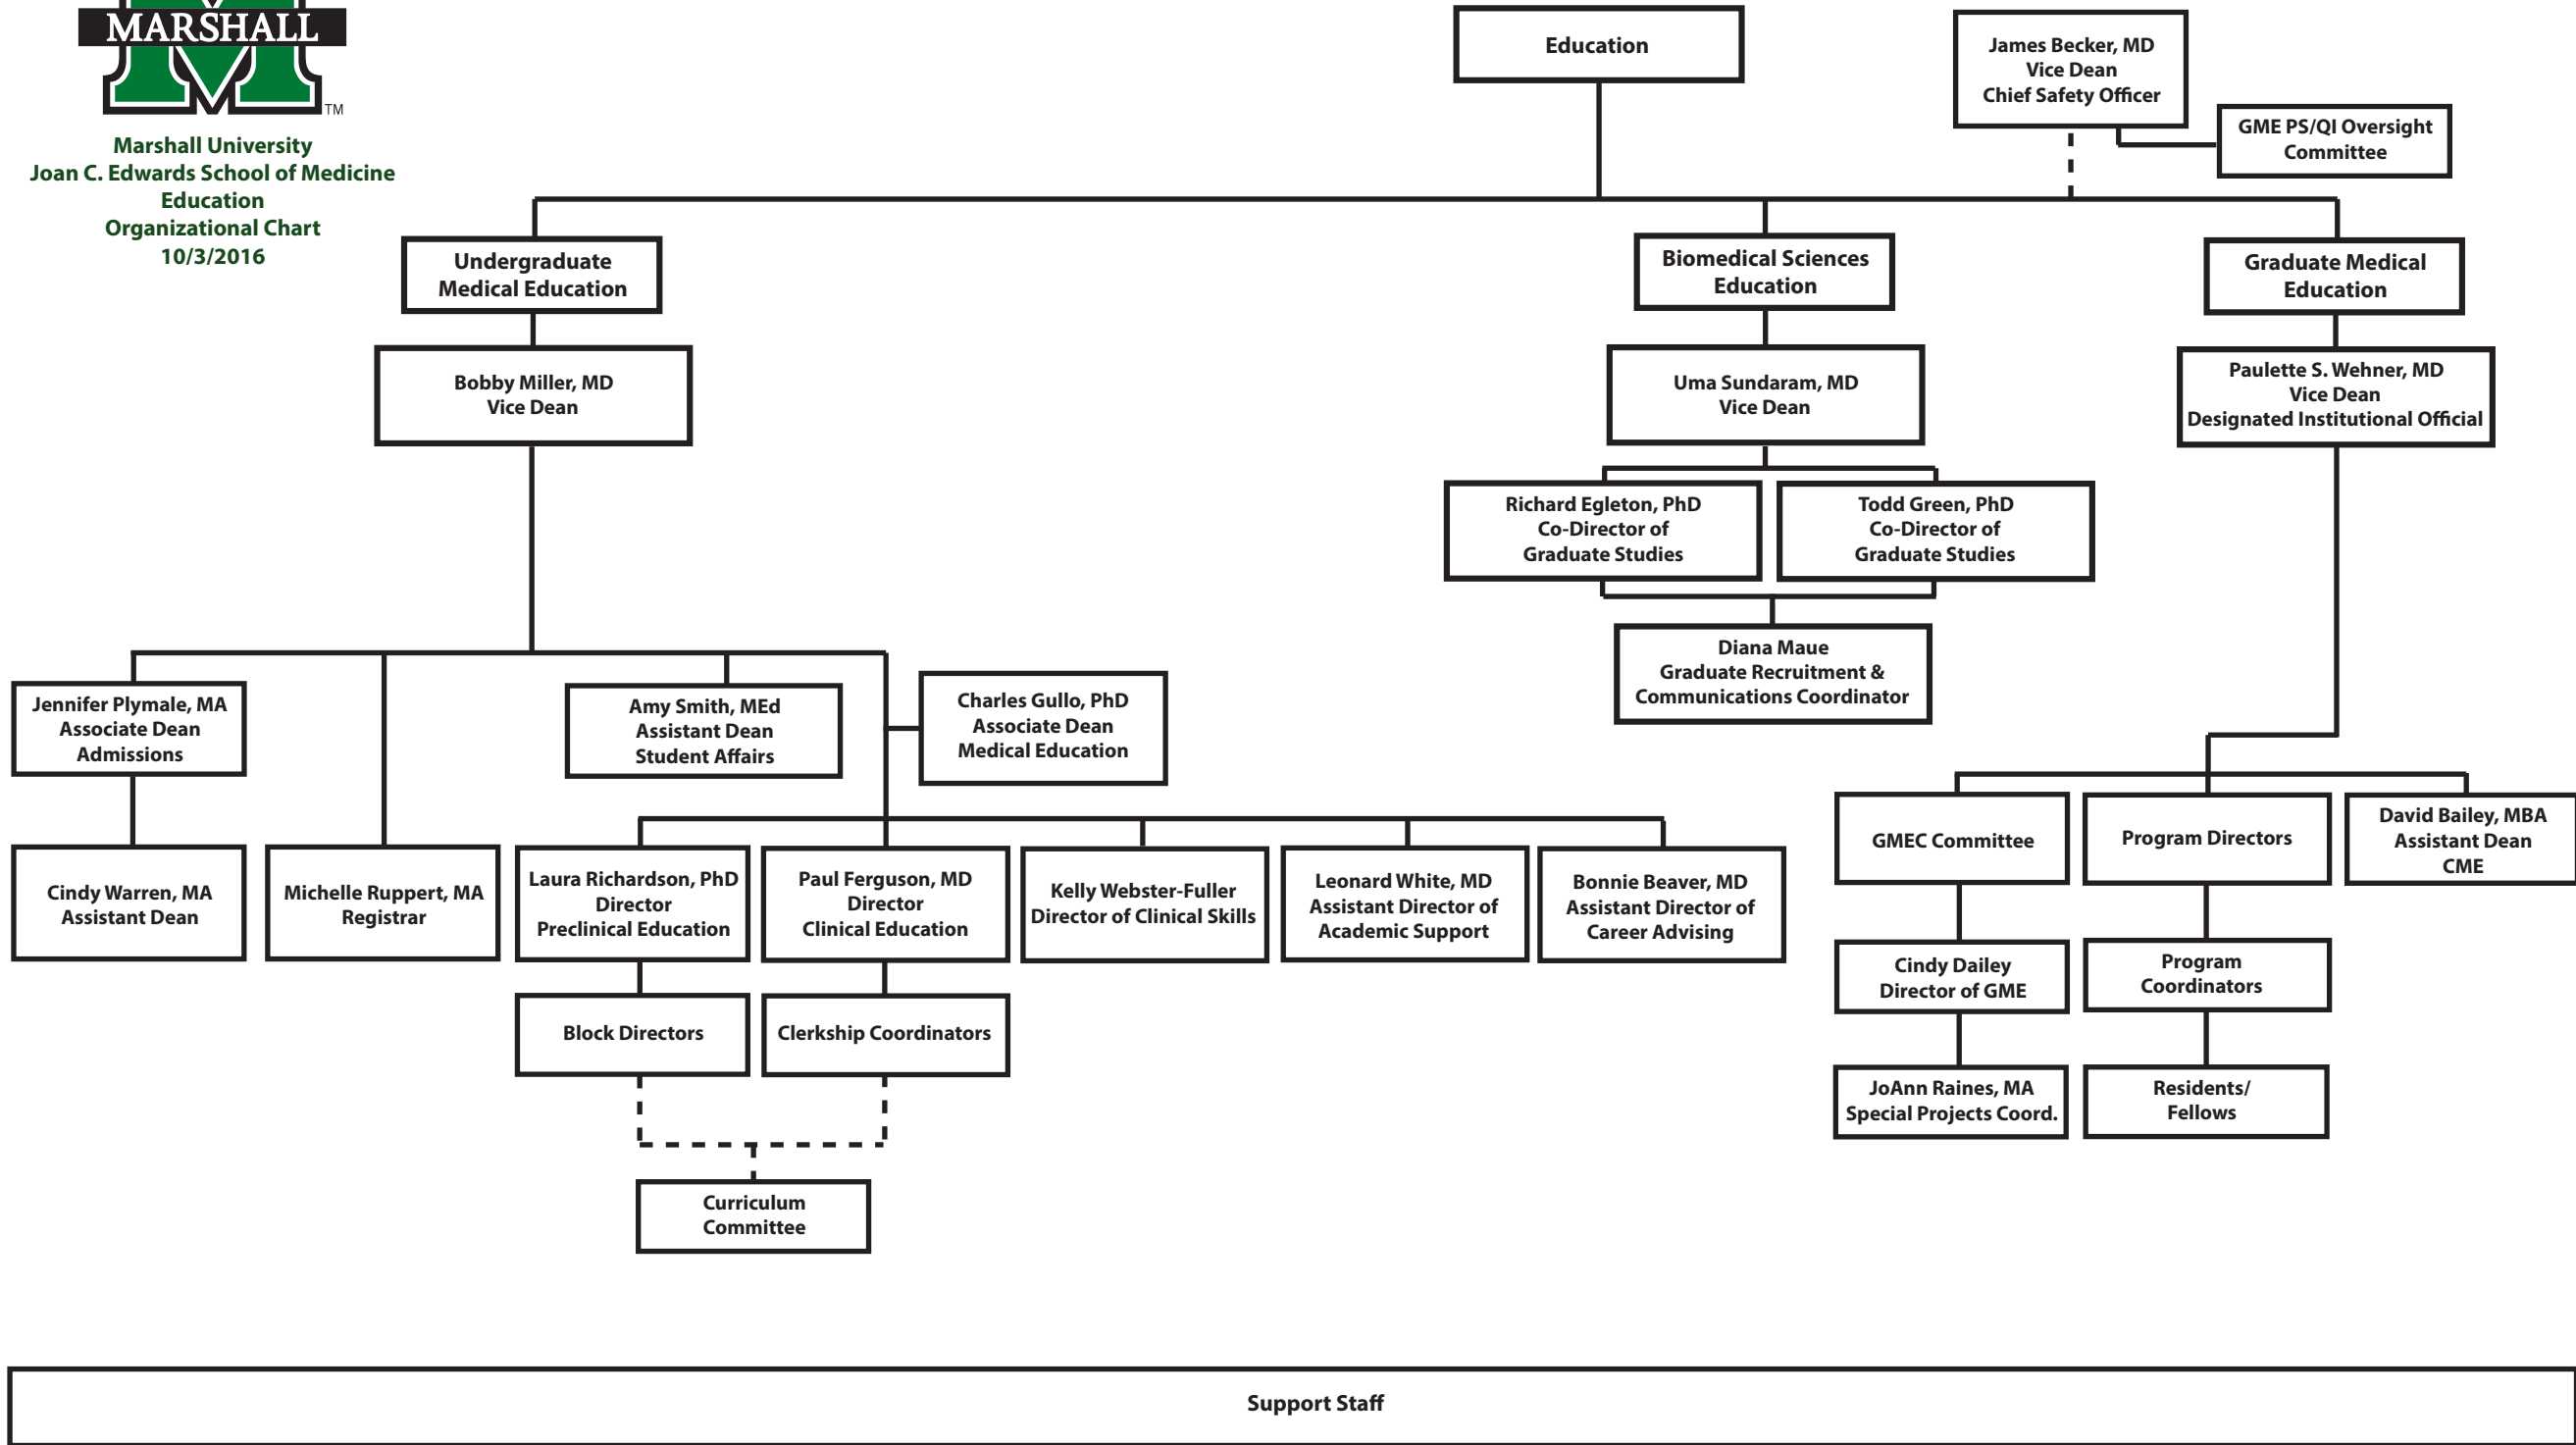 MARSHALL
TM
Marshall University
Joan C. Edwards School of Medicine
Education
Organizational Chart
10/3/2016
Education
James Becker, MD
Vice Dean
Chief Safety Officer
GME PS/QI Oversight
Committee
Undergraduate
Medical Education
Biomedical Sciences
Education
Graduate Medical
Education
Bobby Miller, MD
Vice Dean
Uma Sundaram, MD
Vice Dean
Paulette S. Wehner, MD
Vice Dean
Designated Institutional Official
Richard Egleton, PhD
Co-Director of
Graduate Studies
Todd Green, PhD
Co-Director of
Graduate Studies
Diana Maue
Graduate Recruitment &
Communications Coordinator
Jennifer Plymale, MA
Associate Dean
Admissions
Amy Smith, MEd
Assistant Dean
Student Affairs
Charles Gullo, PhD
Associate Dean
Medical Education
Cindy Warren, MA
Assistant Dean
Michelle Ruppert, MA
Registrar
Laura Richardson, PhD
Director
Preclinical Education
Paul Ferguson, MD
Director
Clinical Education
Kelly Webster-Fuller
Director of Clinical Skills
Leonard White, MD
Assistant Director of
Academic Support
Bonnie Beaver, MD
Assistant Director of
Career Advising
GMEC Committee
Program Directors
David Bailey, MBA
Assistant Dean
CME
Block Directors
Clerkship Coordinators
Cindy Dailey
Director of GME
Program
Coordinators
JoAnn Raines, MA
Special Projects Coord.
Residents/
Fellows
Curriculum
Committee
Support Staff